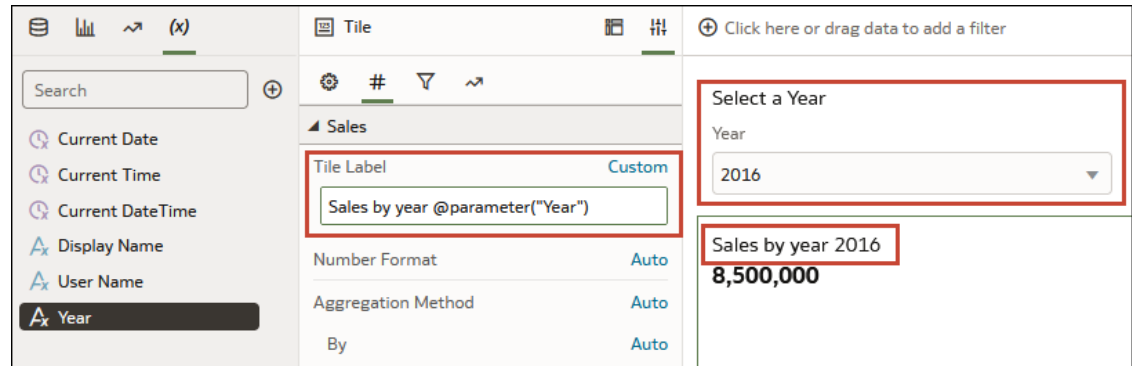 (x)
Search
Current Date
Current Time
Current DateTime
Display Name
User Name
Year
Tile
#
Sales
Tile Label Custom
Sales by year @parameter("Year")
Number Format Auto
Aggregation Method Auto
By Auto
Click here or drag data to add a filter
Select a Year
Year
2016
Sales by year 2016
8,500,000